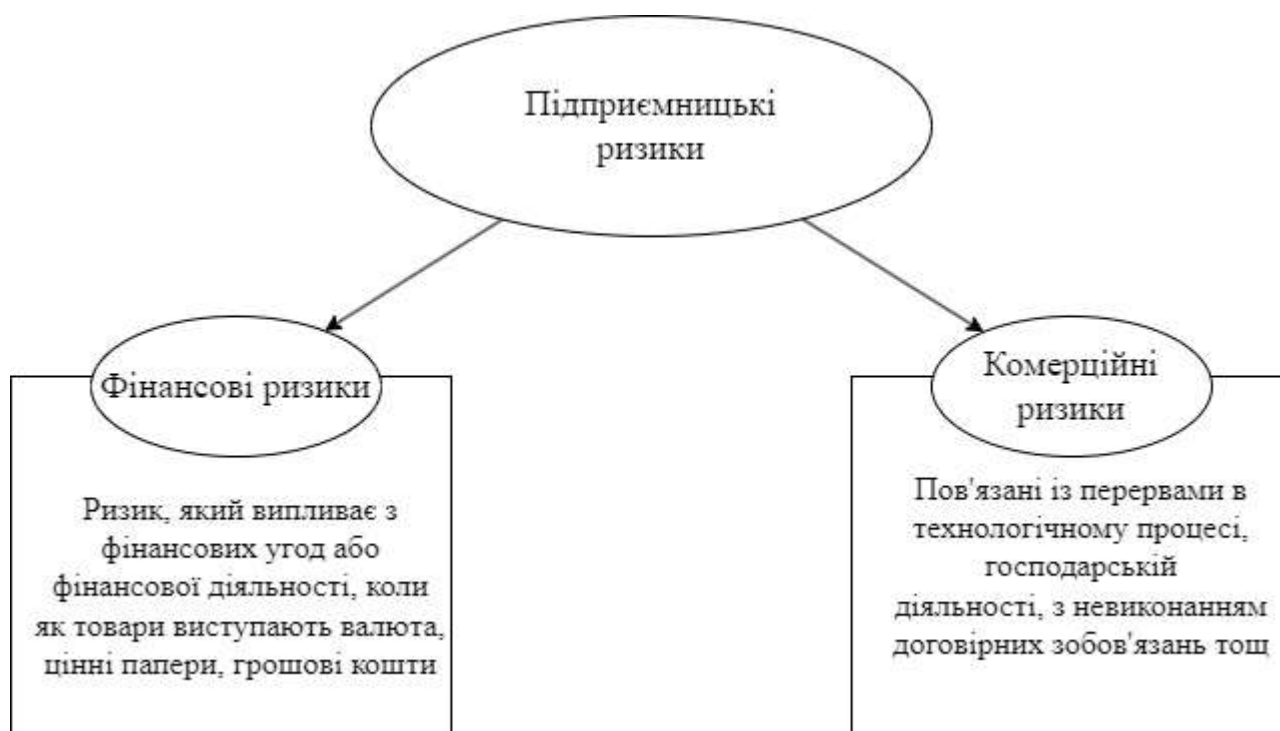 Підприємницькі
ризики
Фінансові ризики
Ризик, який випливає з
фінансових угод або
фінансової діяльності, коли
як товари виступають валюта,
цінні папери, грошові кошти
Комерційні
ризики
Пов'язані із перервами в
технологічному процесі,
господарській
діяльності, з невиконанням
договірних зобов'язань тощ